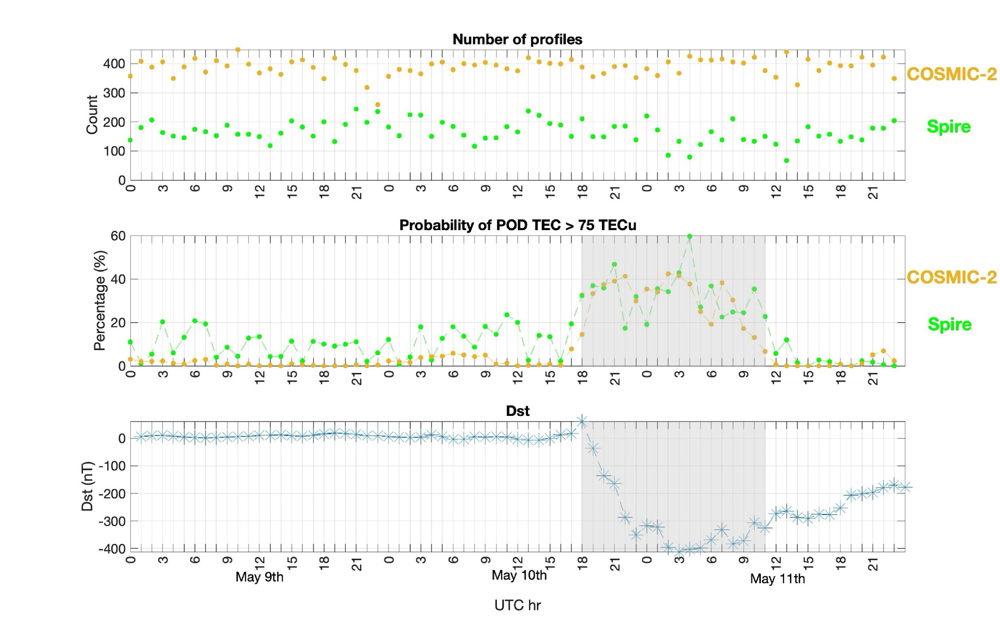 Number of profiles
400
300
200
100
0
Count
COSMIC-2
Spire
0 3 6 9 12 15 18 21 0 3 6 9 12 15 18 21 0 3 6 9 12 15 18 21
Probability of POD TEC > 75 TECu
60
40
20
0
Percentage (%)
COSMIC-2
Spire
0 3 6 9 12 15 18 21 0 3 6 9 12 15 18 21 0 3 6 9 12 15 18 21
Dst
0
-100
-200
-300
-400
Dst (nT)
0 3 6 9 12 15 18 21 0 3 6 9 12 15 18 21 0 3 6 9 12 15 18 21
May 9th May 10th May 11th
UTC hr